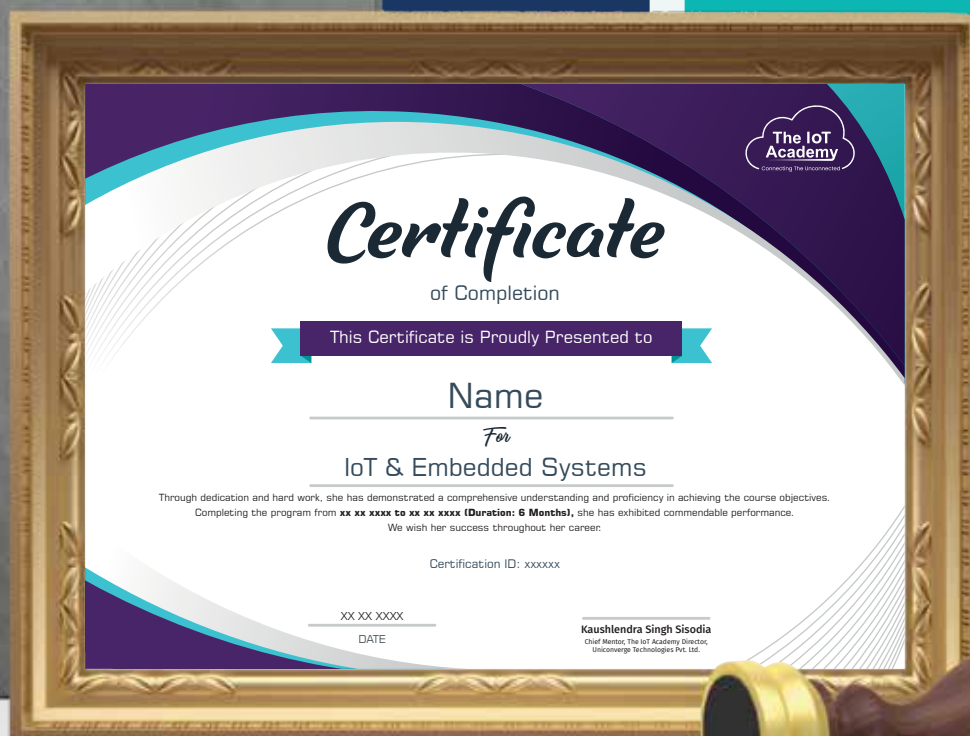 The IoT
Academy
Connecting The Unconnected
Certificate
of Completion
This Certificate is Proudly Presented to
Name
For
IoT & Embedded Systems
Through dedication and hard work, she has demonstrated a comprehensive understanding and proficiency in achieving the course objectives.
Completing the program from xx xx xxxx to xx xx xxxx (Duration: 6 Months), she has exhibited commendable performance.
We wish her success throughout her career.
Certification ID: xxxxxx
XX XX XXXX
DATE
Kaushlendra Singh Sisodia
Chief Mentor, The IoT Academy Director,
Uniconverge Technologies Pvt. Ltd.